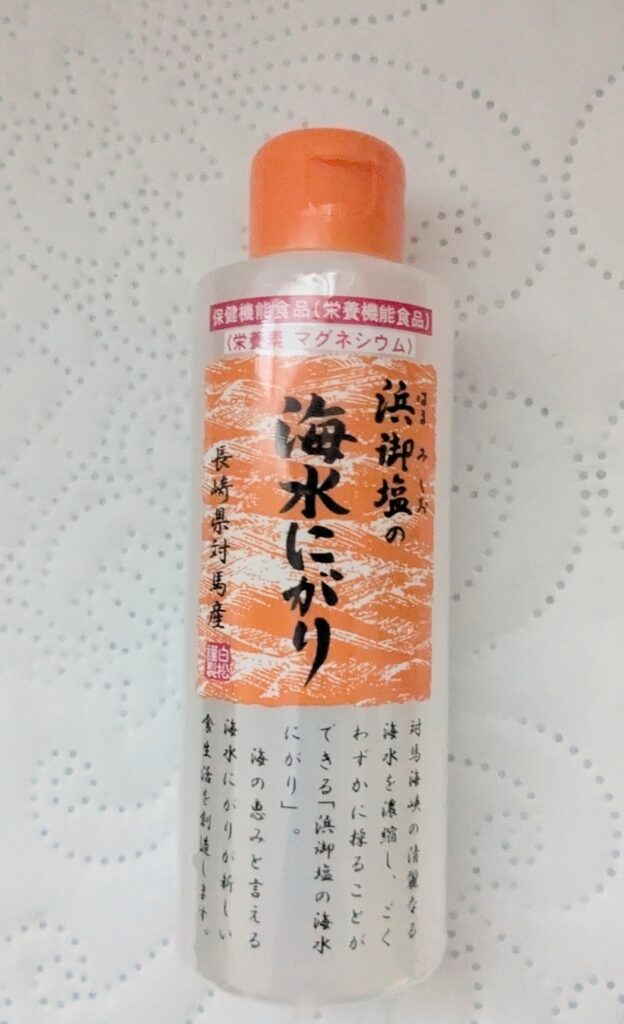 保健機能食品(栄養機能食品)
〈栄養素 マグネシウム〉
はまみしお
浜御塩の
海水にがり
長崎県対馬産
白松
謹製
対馬海峡の清麗なる
海水を濃縮し、ごく
わずかに採ることが
できる「浜御塩の海水
にがり」。
海の恵みと言える
海水にがりが新しい
食生活を創造します。